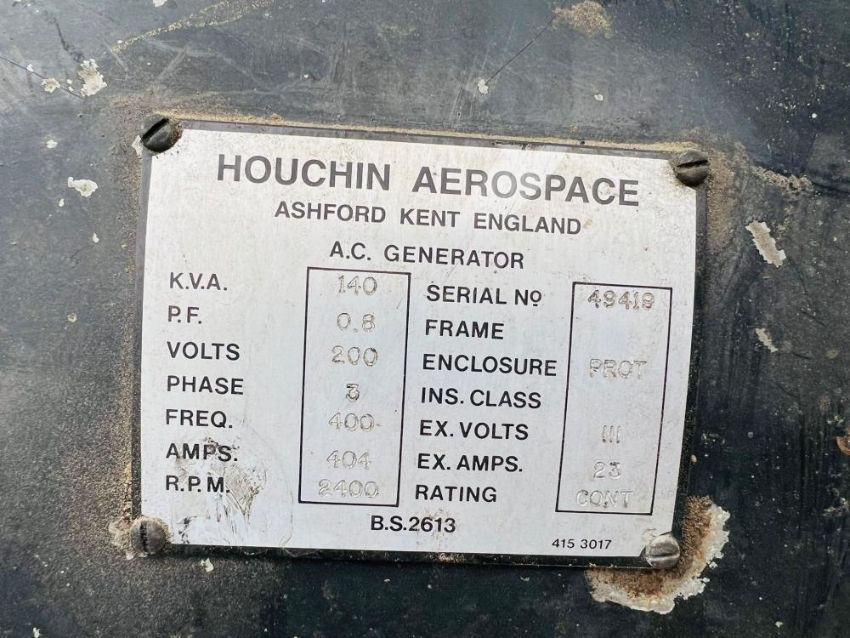 HOUCHIN AEROSPACE
ASHFORD KENT ENGLAND
A.C. GENERATOR
K.V.A. 140 SERIAL Nº 49419
P.F. 0.8 FRAME
VOLTS 200 ENCLOSURE PROT
PHASE 3 INS. CLASS
FREQ. 400 EX. VOLTS 111
AMPS. 404 EX. AMPS. 23
R.P.M. 2400 RATING CONT
B.S.2613
415 3017